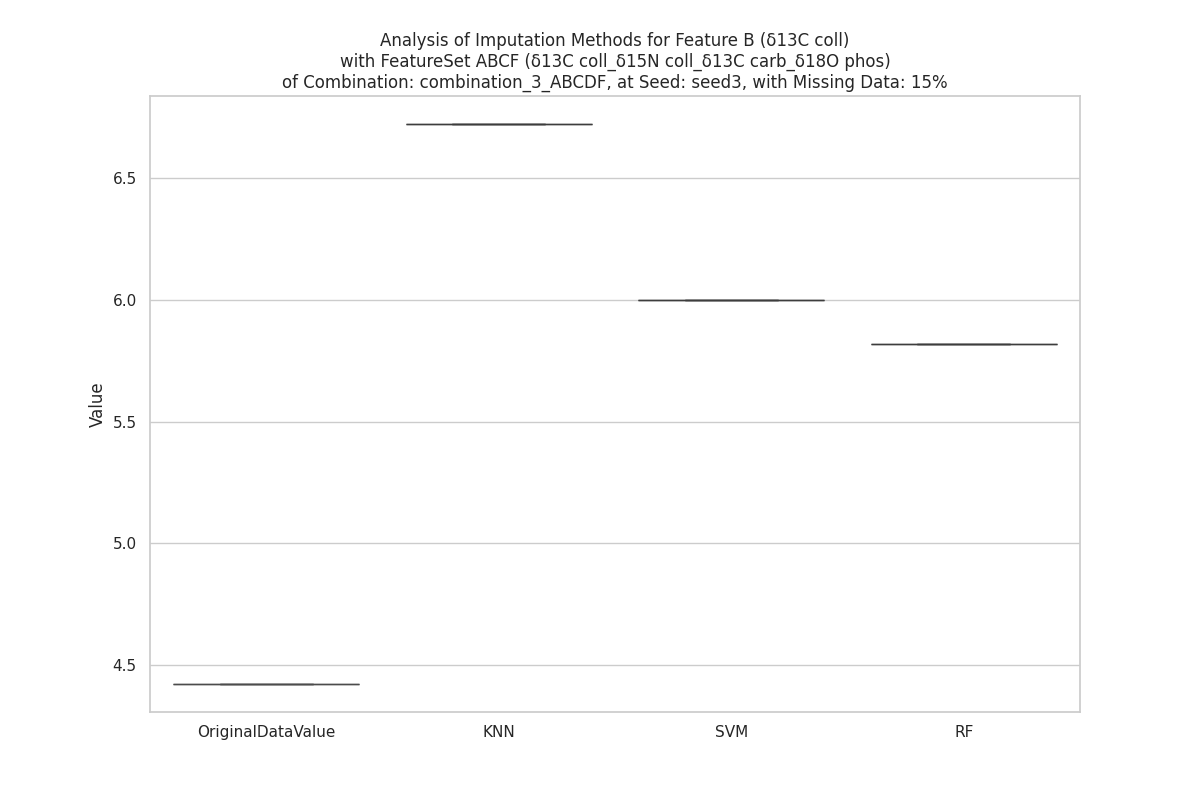 Analysis of Imputation Methods for Feature B (δ13C coll)
with FeatureSet ABCF (δ13C coll_δ15N coll_δ13C carb_δ18O phos)
of Combination: combination_3_ABCDF, at Seed: seed3, with Missing Data: 15%
6.5
6.0
5.5
5.0
4.5
Value
OriginalDataValue
KNN
SVM
RF